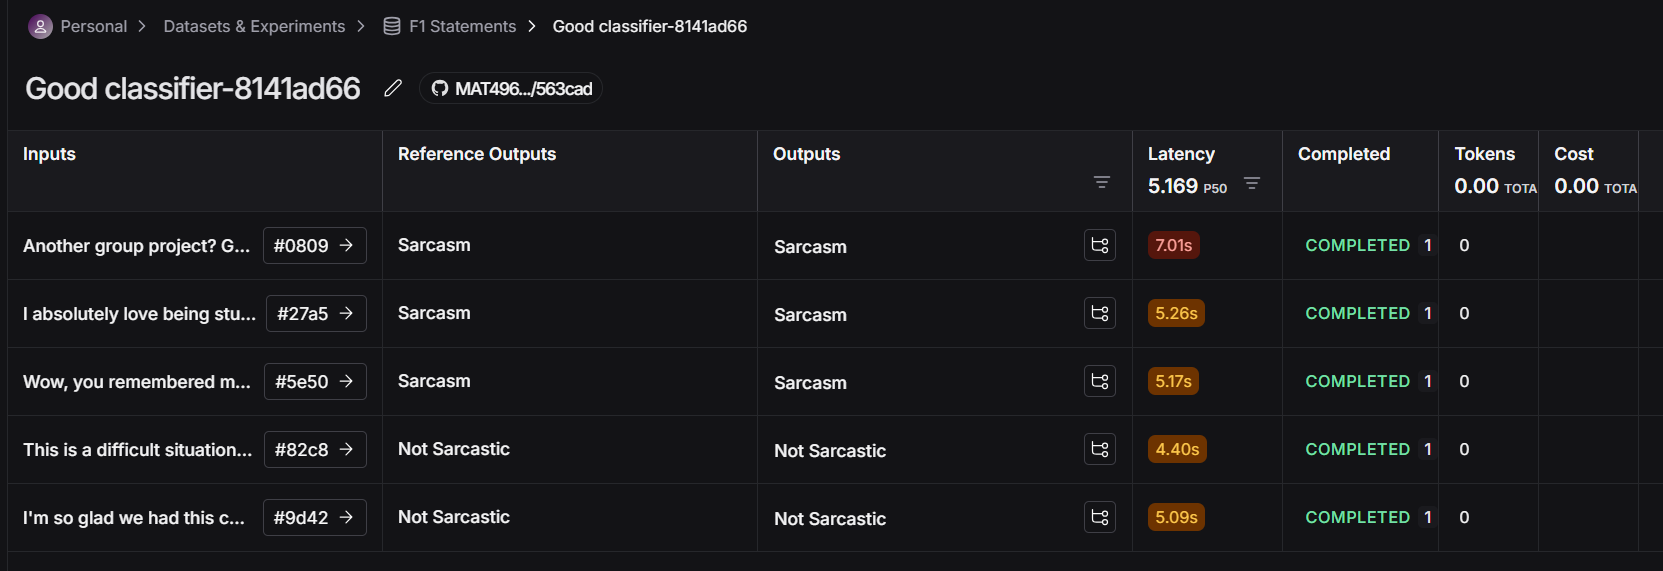 Personal > Datasets & Experiments > F1 Statements > Good classifier-8141ad66
Good classifier-8141ad66 MAT496.../563cad
Inputs Reference Outputs Outputs Latency Completed Tokens Cost
5.169 P50 0.00 TOTA 0.00 TOTA
Another group project? G... #0809 → Sarcasm Sarcasm 7.01s COMPLETED 1 0
I absolutely love being stu... #27a5 → Sarcasm Sarcasm 5.26s COMPLETED 1 0
Wow, you remembered m... #5e50 → Sarcasm Sarcasm 5.17s COMPLETED 1 0
This is a difficult situation... #82c8 → Not Sarcastic Not Sarcastic 4.40s COMPLETED 1 0
I'm so glad we had this c... #9d42 → Not Sarcastic Not Sarcastic 5.09s COMPLETED 1 0